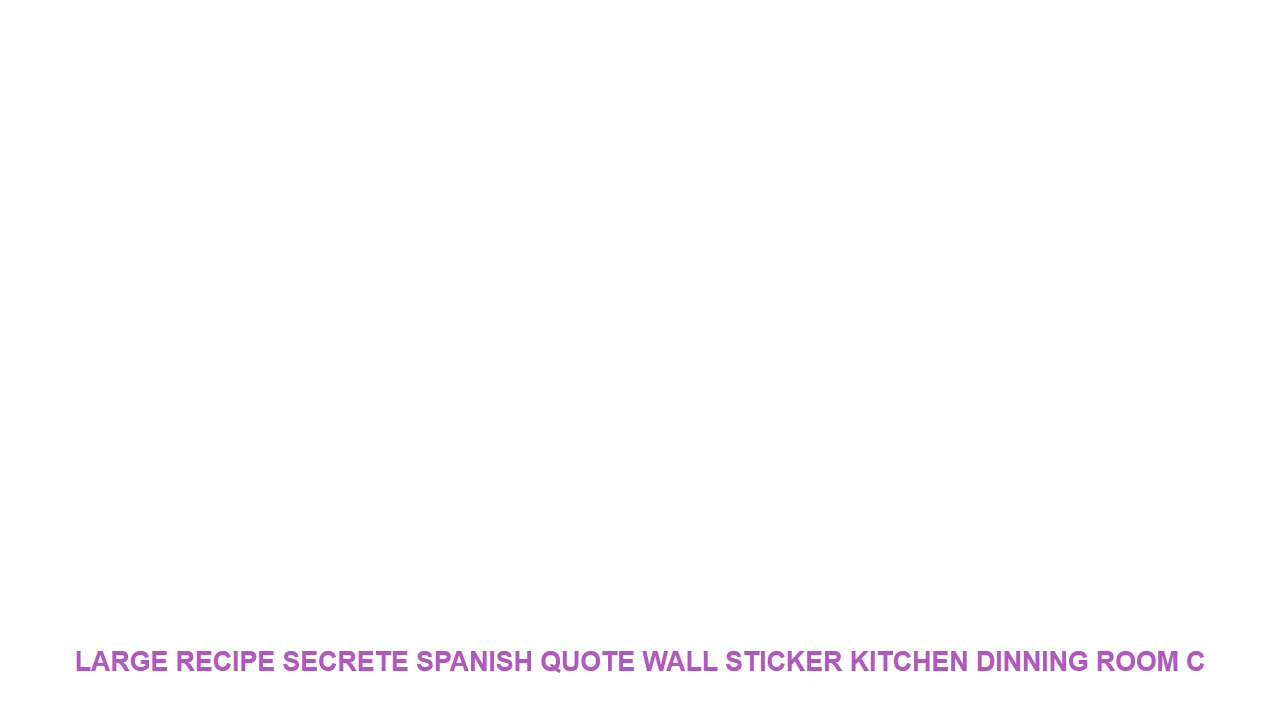 LARGE RECIPE SECRETE SPANISH QUOTE WALL STICKER KITCHEN DINNING ROOM C